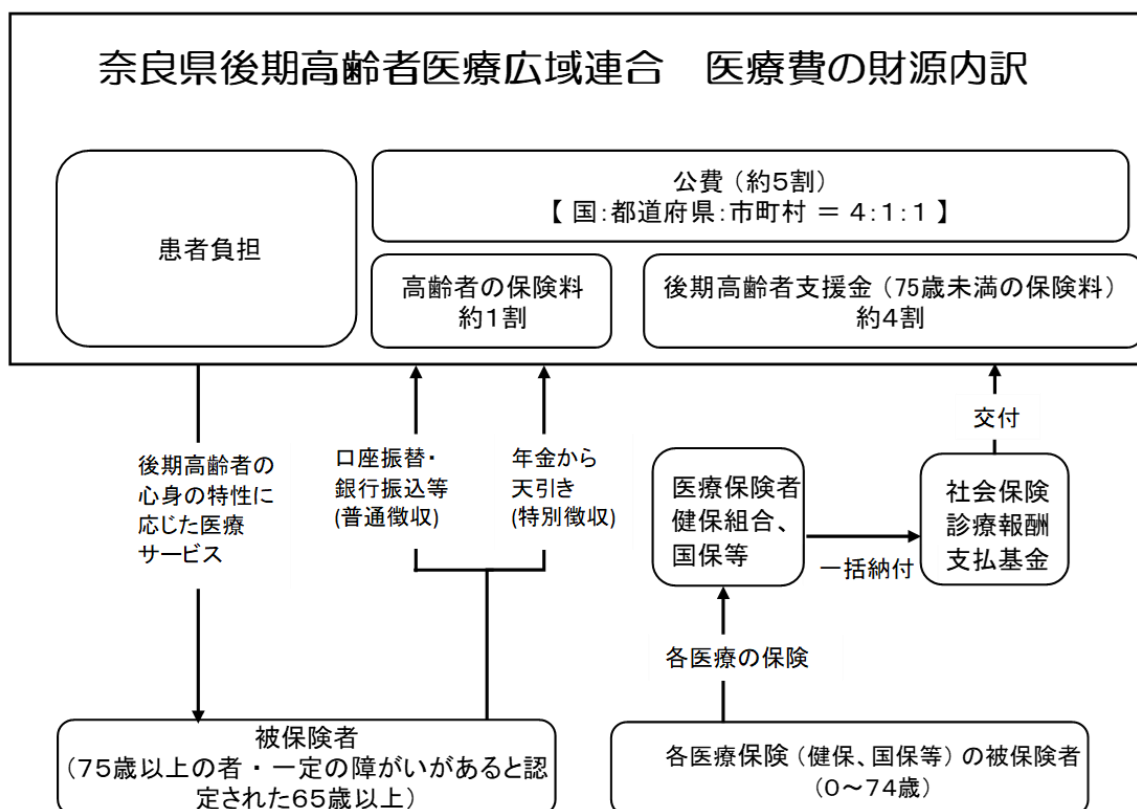 奈良県後期高齢者医療広域連合　医療費の財源内訳
患者負担
公費（約５割）
【 国：都道府県：市町村 ＝ 4：1：1 】
高齢者の保険料
約１割
後期高齢者支援金（75歳未満の保険料）
約４割
後期高齢者の
心身の特性に
応じた医療
サービス
口座振替・
銀行振込等
(普通徴収)
年金から
天引き
(特別徴収)
医療保険者
健保組合、
国保等
一括納付
社会保険
診療報酬
支払基金
交付
各医療の保険
被保険者
（75歳以上の者・一定の障がいがあると認
定された６５歳以上）
各医療保険（健保、国保等）の被保険者
（０～７４歳）